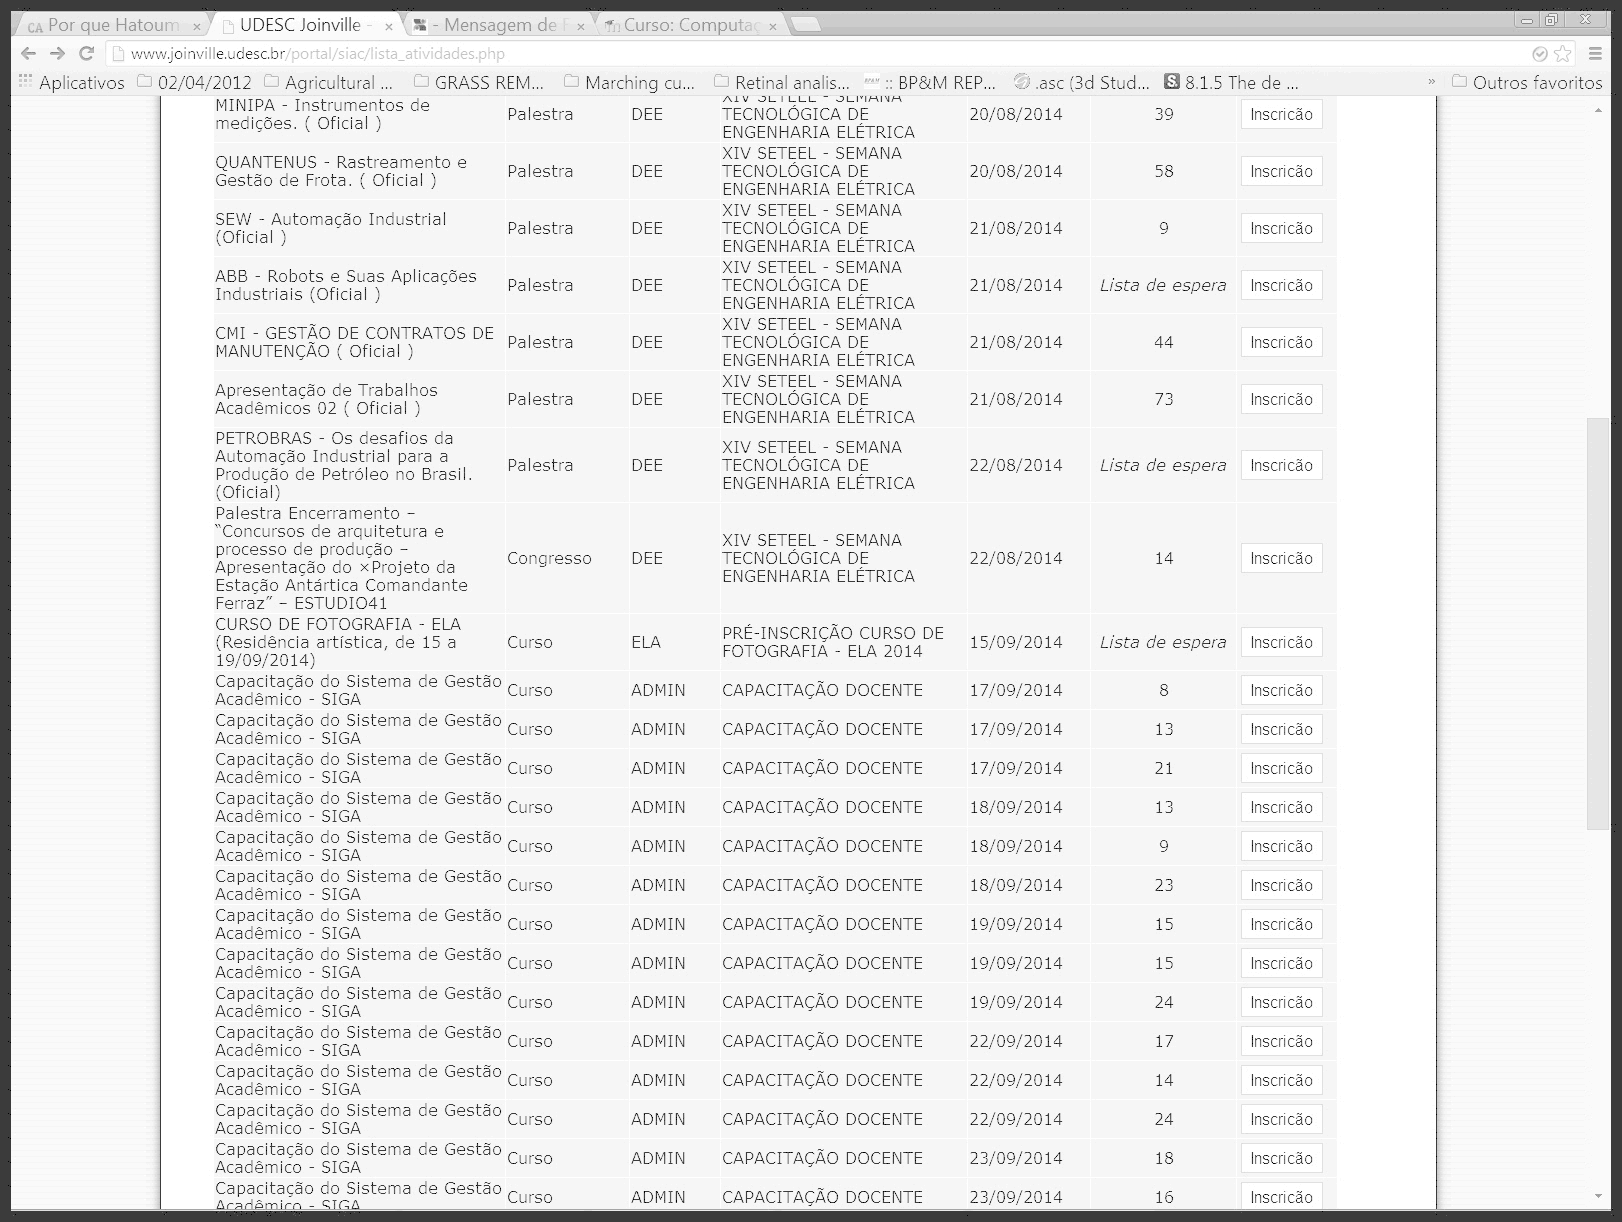 CA Por que Hatoum × UDESC Joinville - × - Mensagem de × Curso: Computaç ×
www.joinville.udesc.br/portal/siac/lista_atividades.php
Aplicativos 02/04/2012 Agricultural ... GRASS REM... Marching cu... Retinal analis... :: BP&M REP... .asc (3d Stud... S 8.1.5 The de ... » Outros favoritos
MINIPA - Instrumentos de
medições. ( Oficial )
Palestra
DEE
XIV SETEEL - SEMANA
TECNOLÓGICA DE
ENGENHARIA ELÉTRICA
20/08/2014
39
Inscricão
QUANTENUS - Rastreamento e
Gestão de Frota. ( Oficial )
Palestra
DEE
XIV SETEEL - SEMANA
TECNOLÓGICA DE
ENGENHARIA ELÉTRICA
20/08/2014
58
Inscricão
SEW - Automação Industrial
(Oficial )
Palestra
DEE
XIV SETEEL - SEMANA
TECNOLÓGICA DE
ENGENHARIA ELÉTRICA
21/08/2014
9
Inscricão
ABB - Robots e Suas Aplicações
Industriais (Oficial )
Palestra
DEE
XIV SETEEL - SEMANA
TECNOLÓGICA DE
ENGENHARIA ELÉTRICA
21/08/2014
Lista de espera
Inscricão
CMI - GESTÃO DE CONTRATOS DE
MANUTENÇÃO ( Oficial )
Palestra
DEE
XIV SETEEL - SEMANA
TECNOLÓGICA DE
ENGENHARIA ELÉTRICA
21/08/2014
44
Inscricão
Apresentação de Trabalhos
Acadêmicos 02 ( Oficial )
Palestra
DEE
XIV SETEEL - SEMANA
TECNOLÓGICA DE
ENGENHARIA ELÉTRICA
21/08/2014
73
Inscricão
PETROBRAS - Os desafios da
Automação Industrial para a
Produção de Petróleo no Brasil.
(Oficial)
Palestra
DEE
XIV SETEEL - SEMANA
TECNOLÓGICA DE
ENGENHARIA ELÉTRICA
22/08/2014
Lista de espera
Inscricão
Palestra Encerramento –
“Concursos de arquitetura e
processo de produção –
Apresentação do ×Projeto da
Estação Antártica Comandante
Ferraz” – ESTUDIO41
Congresso
DEE
XIV SETEEL - SEMANA
TECNOLÓGICA DE
ENGENHARIA ELÉTRICA
22/08/2014
14
Inscricão
CURSO DE FOTOGRAFIA - ELA
(Residência artística, de 15 a
19/09/2014)
Curso
ELA
PRÉ-INSCRIÇÃO CURSO DE
FOTOGRAFIA - ELA 2014
15/09/2014
Lista de espera
Inscricão
Capacitação do Sistema de Gestão
Acadêmico - SIGA
Curso ADMIN CAPACITAÇÃO DOCENTE 17/09/2014 8 Inscricão
Capacitação do Sistema de Gestão
Acadêmico - SIGA
Curso ADMIN CAPACITAÇÃO DOCENTE 17/09/2014 13 Inscricão
Capacitação do Sistema de Gestão
Acadêmico - SIGA
Curso ADMIN CAPACITAÇÃO DOCENTE 17/09/2014 21 Inscricão
Capacitação do Sistema de Gestão
Acadêmico - SIGA
Curso ADMIN CAPACITAÇÃO DOCENTE 18/09/2014 13 Inscricão
Capacitação do Sistema de Gestão
Acadêmico - SIGA
Curso ADMIN CAPACITAÇÃO DOCENTE 18/09/2014 9 Inscricão
Capacitação do Sistema de Gestão
Acadêmico - SIGA
Curso ADMIN CAPACITAÇÃO DOCENTE 18/09/2014 23 Inscricão
Capacitação do Sistema de Gestão
Acadêmico - SIGA
Curso ADMIN CAPACITAÇÃO DOCENTE 19/09/2014 15 Inscricão
Capacitação do Sistema de Gestão
Acadêmico - SIGA
Curso ADMIN CAPACITAÇÃO DOCENTE 19/09/2014 15 Inscricão
Capacitação do Sistema de Gestão
Acadêmico - SIGA
Curso ADMIN CAPACITAÇÃO DOCENTE 19/09/2014 24 Inscricão
Capacitação do Sistema de Gestão
Acadêmico - SIGA
Curso ADMIN CAPACITAÇÃO DOCENTE 22/09/2014 17 Inscricão
Capacitação do Sistema de Gestão
Acadêmico - SIGA
Curso ADMIN CAPACITAÇÃO DOCENTE 22/09/2014 14 Inscricão
Capacitação do Sistema de Gestão
Acadêmico - SIGA
Curso ADMIN CAPACITAÇÃO DOCENTE 22/09/2014 24 Inscricão
Capacitação do Sistema de Gestão
Acadêmico - SIGA
Curso ADMIN CAPACITAÇÃO DOCENTE 23/09/2014 18 Inscricão
Capacitação do Sistema de Gestão
Acadêmico - SIGA
Curso ADMIN CAPACITAÇÃO DOCENTE 23/09/2014 16 Inscricão